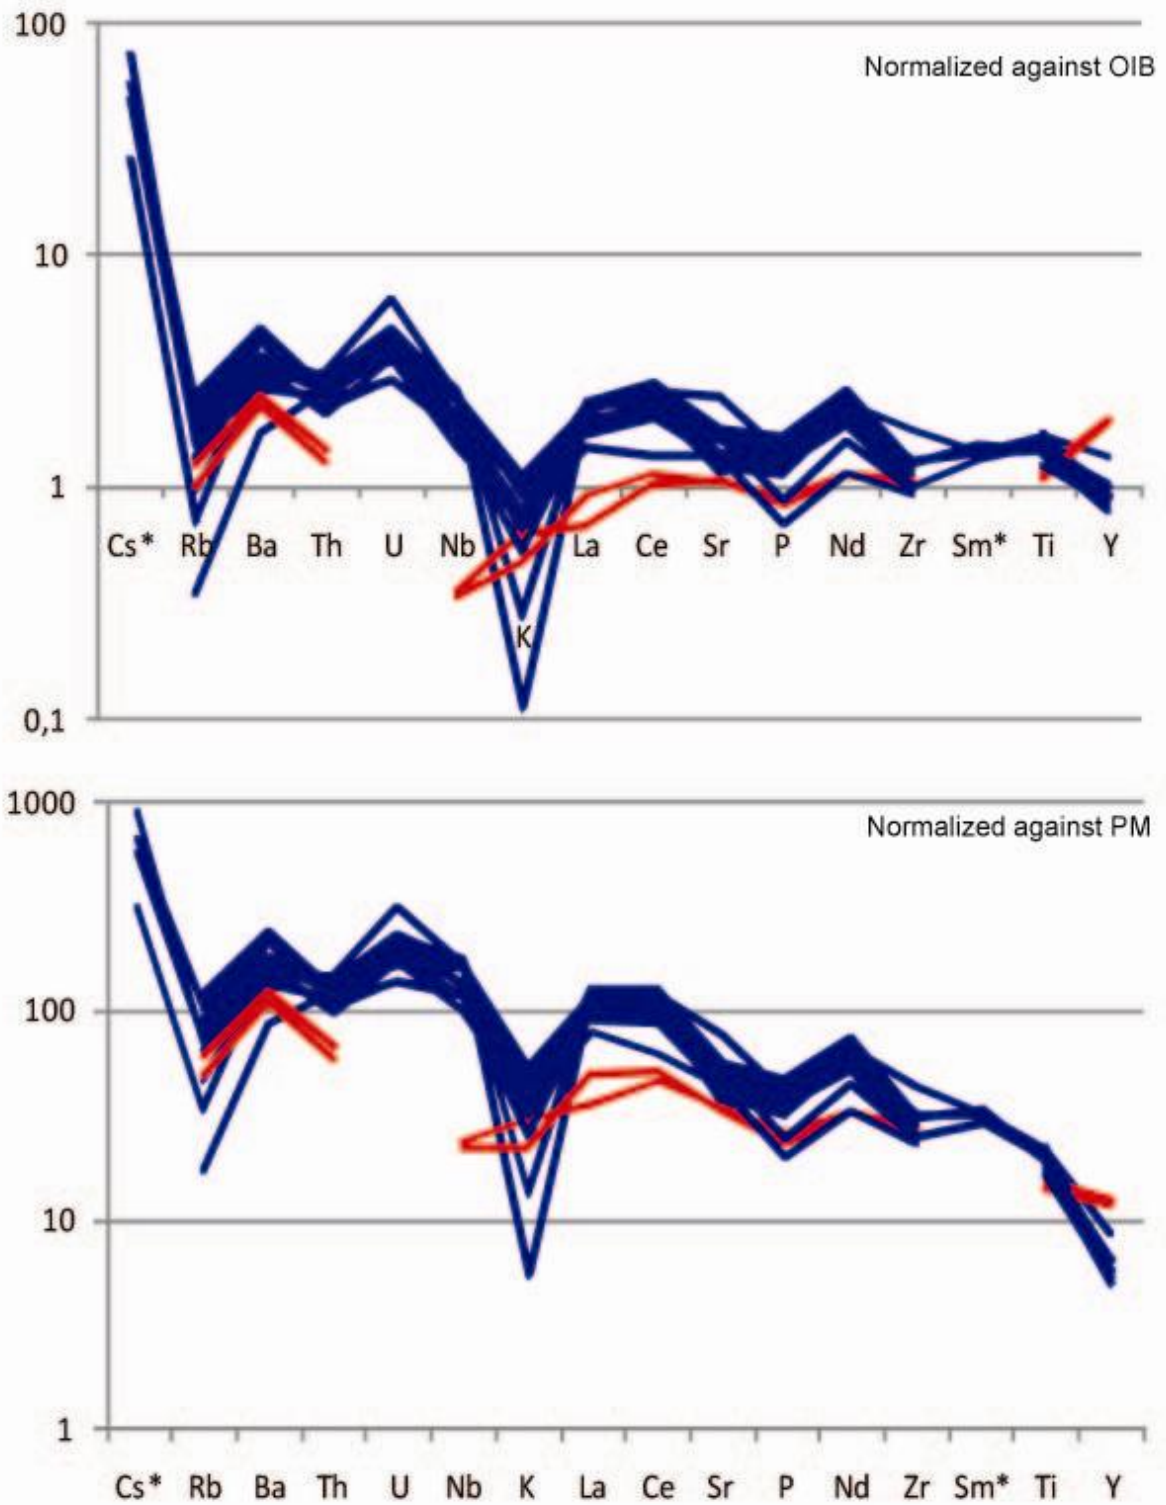 100
Normalized against OIB
10
1
Cs* Rb Ba Th U Nb La Ce Sr P Nd Zr Sm* Ti Y
K
0,1
1000
Normalized against PM
100
10
1
Cs* Rb Ba Th U Nb K La Ce Sr P Nd Zr Sm* Ti Y